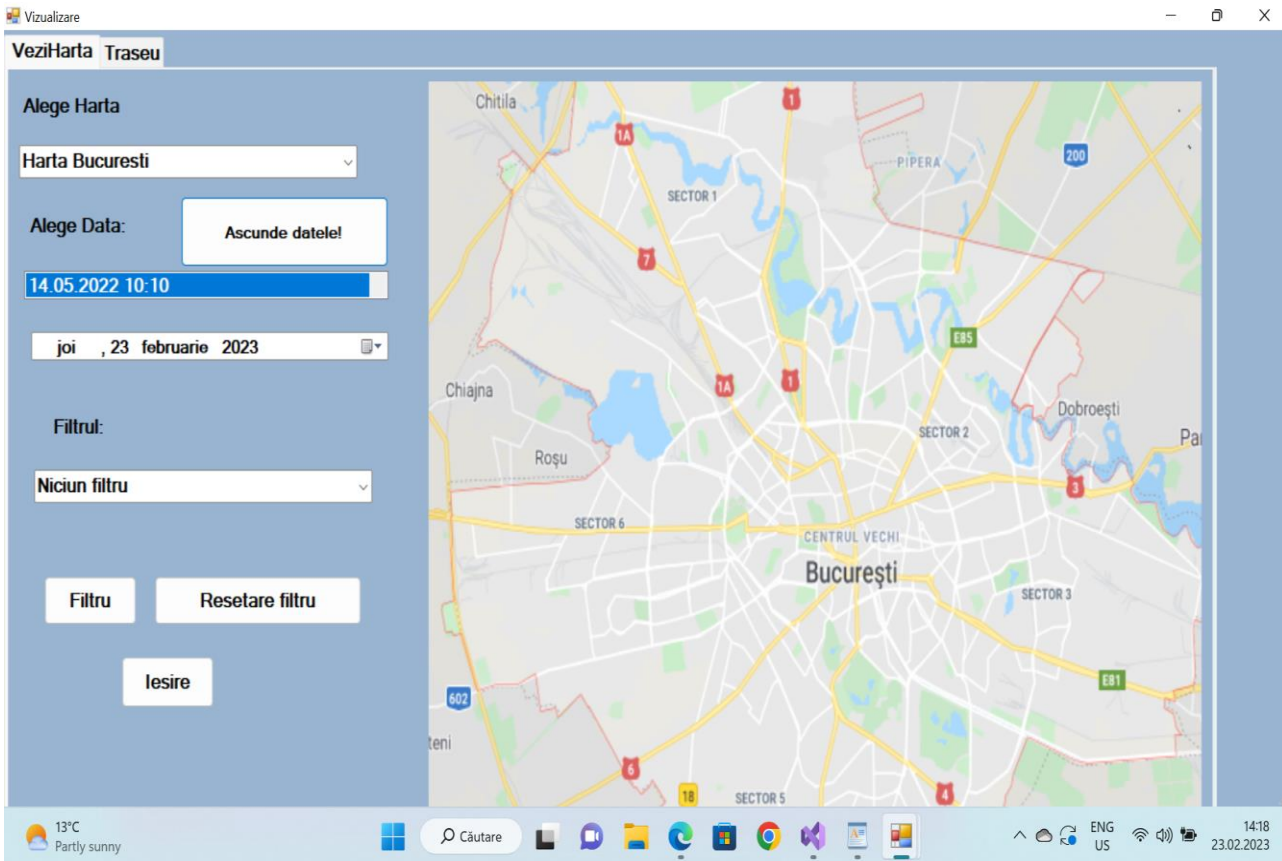 Vizualizare
VeziHarta Traseu
Alege Harta
Harta Bucuresti
Alege Data:
Ascunde datele!
14.05.2022 10:10
joi , 23 februarie 2023
Filtrul:
Niciun filtru
Filtru
Resetare filtru
Iesire
Chitila
1
1A
PIPERA
200
SECTOR 1
7
E85
Chiajna
1A
1
Dobroești
SECTOR 2
Pa
Roșu
3
SECTOR 6
CENTRUL VECHI
București
SECTOR 3
E81
602
teni
6
18
SECTOR 5
4
13°C
Partly sunny
Căutare
ENG
US
14:18
23.02.2023